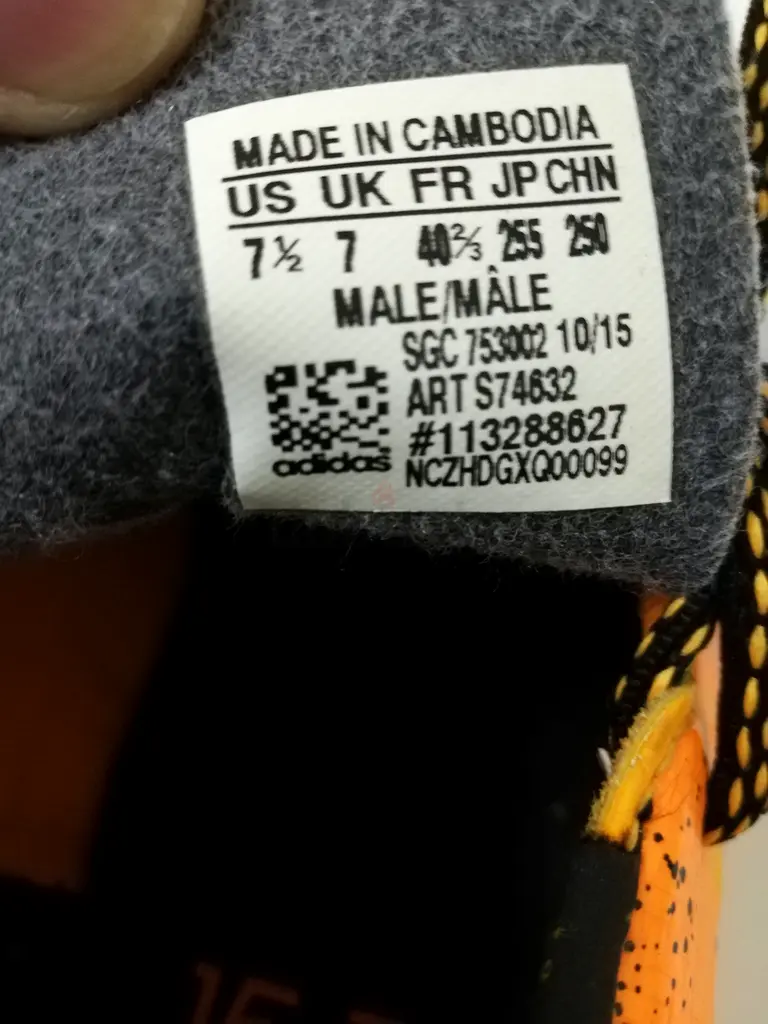 MADE IN CAMBODIA
US UK FR JP CHN
7½ 7 40⅔ 255 250
MALE/MÂLE
SGC 753002 10/15
ART S74632
#113288627
adidas NCZHDGXQ00099